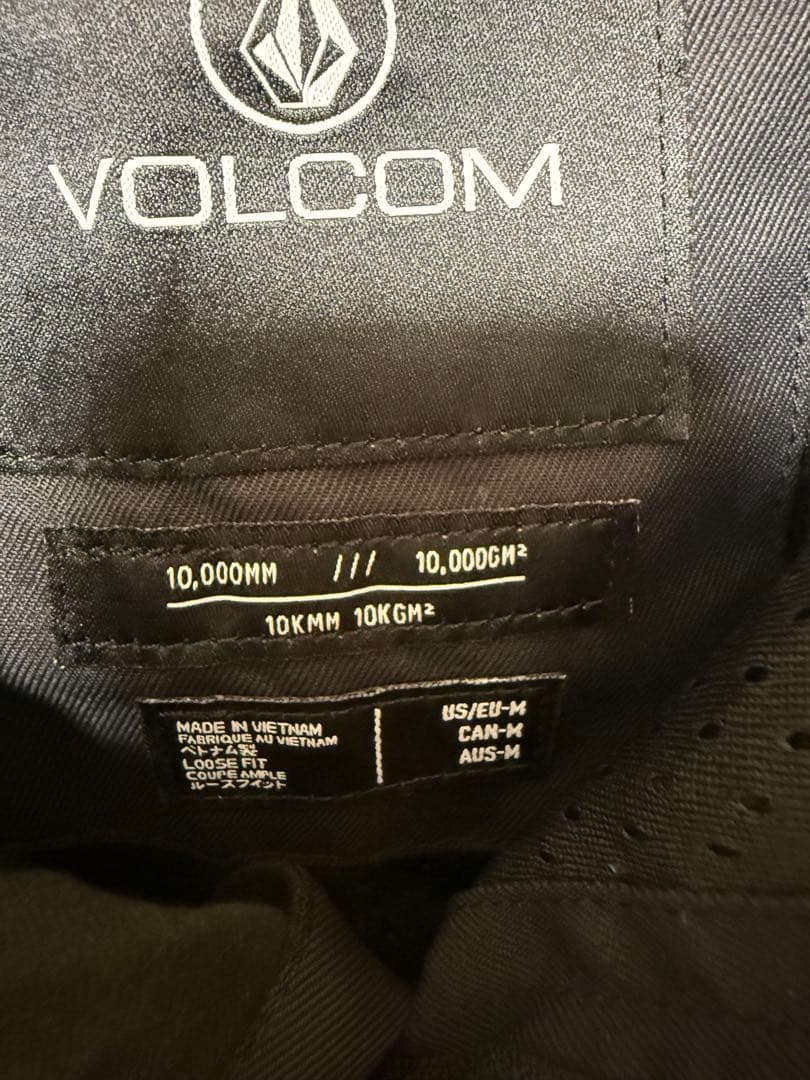 VOLCOM
10,000MM /// 10,000GM²
10KMM 10KGM²
MADE IN VIETNAM
FABRIQUE AU VIETNAM
ベトナム製
LOOSE FIT
COUPE AMPLE
ルーズフィット
US/EU-M
CAN-M
AUS-M